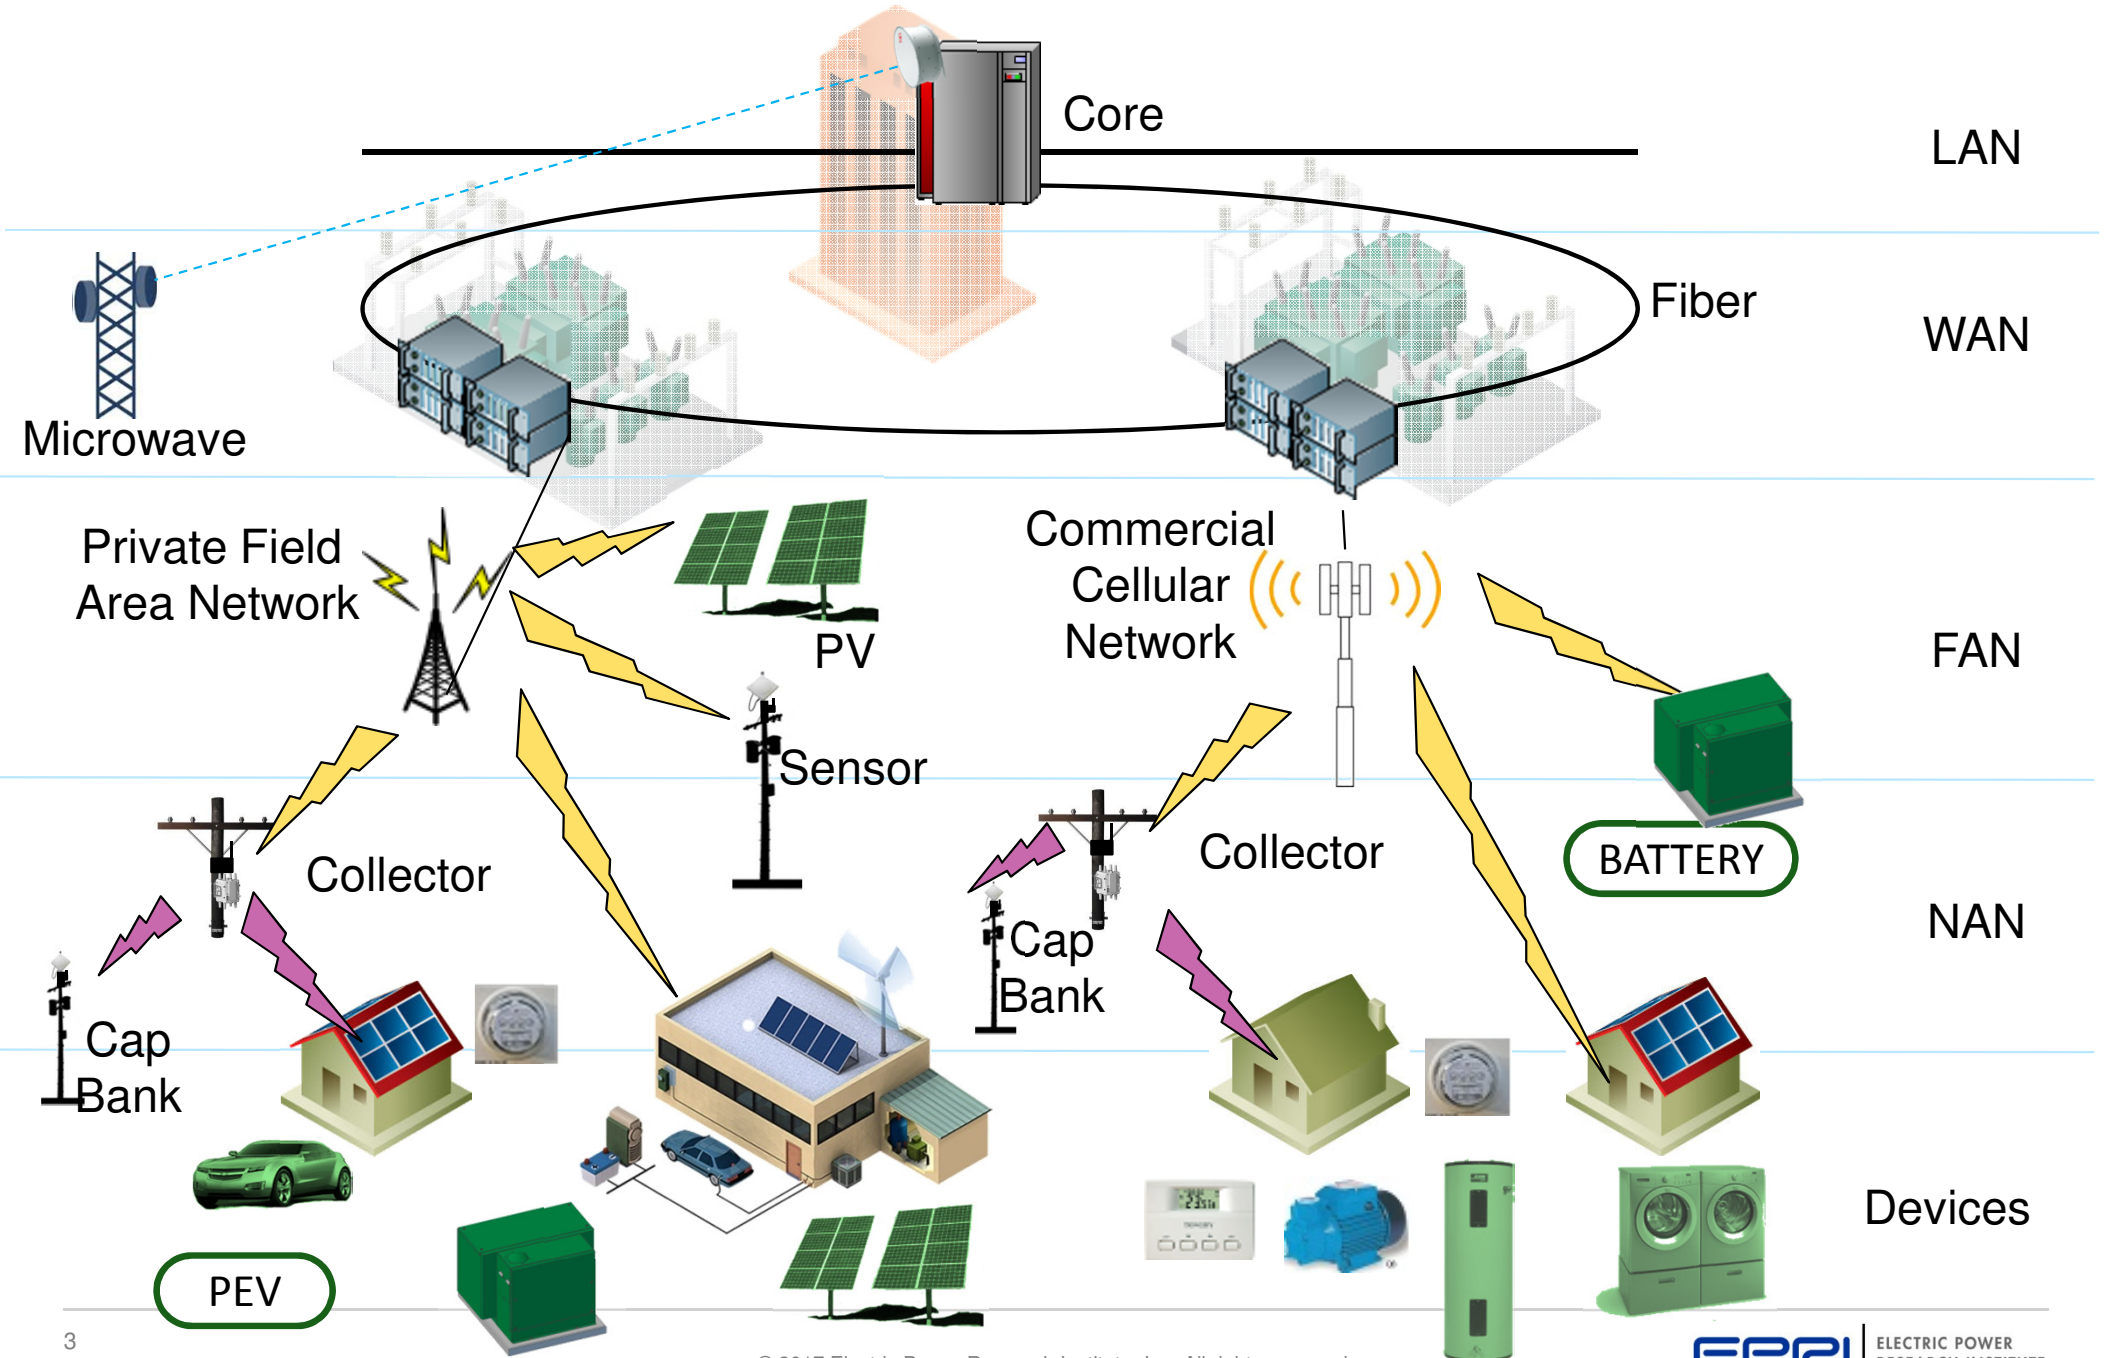 Core
LAN
Fiber
WAN
Microwave
Private Field
Area Network
PV
Commercial
Cellular
Network
FAN
Sensor
Collector
Collector
BATTERY
NAN
Cap
Bank
Cap
Bank
Devices
PEV
3
EPRI
ELECTRIC POWER